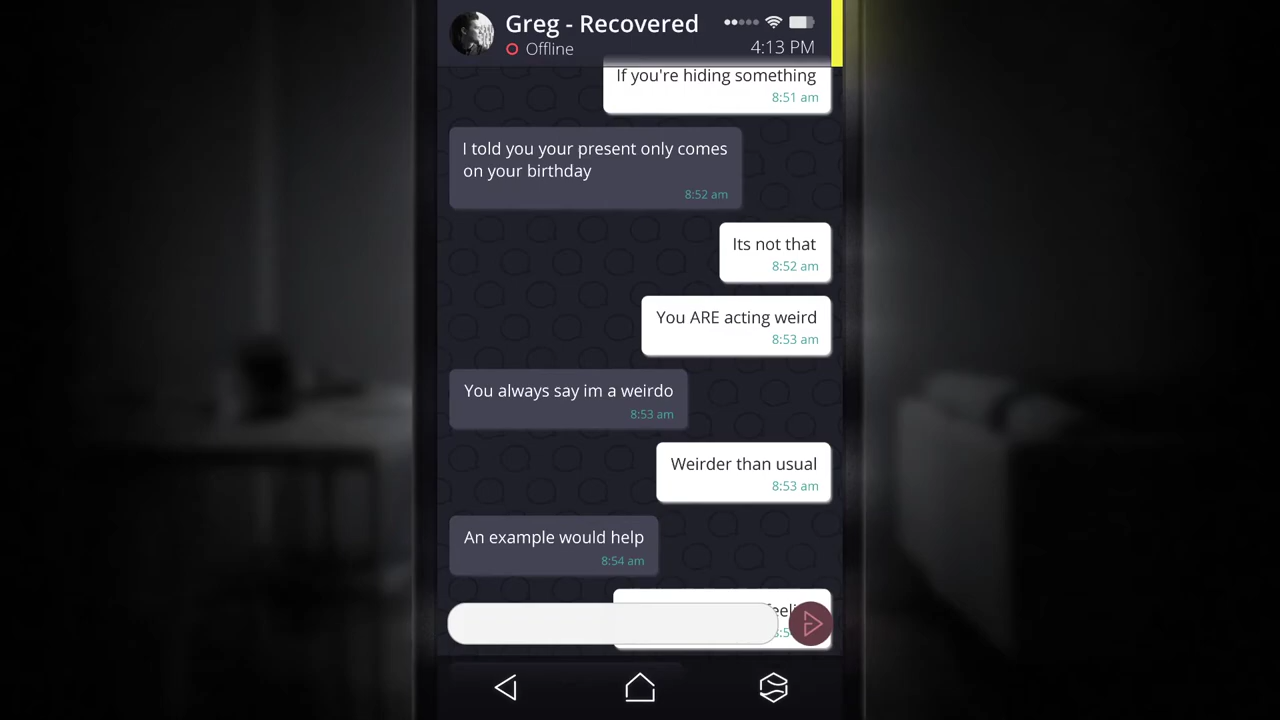 Greg - Recovered
Offline
4:13 PM
If you're hiding something
8:51 am
I told you your present only comes
on your birthday
8:52 am
Its not that
8:52 am
You ARE acting weird
8:53 am
You always say im a weirdo
8:53 am
Weirder than usual
8:53 am
An example would help
8:54 am